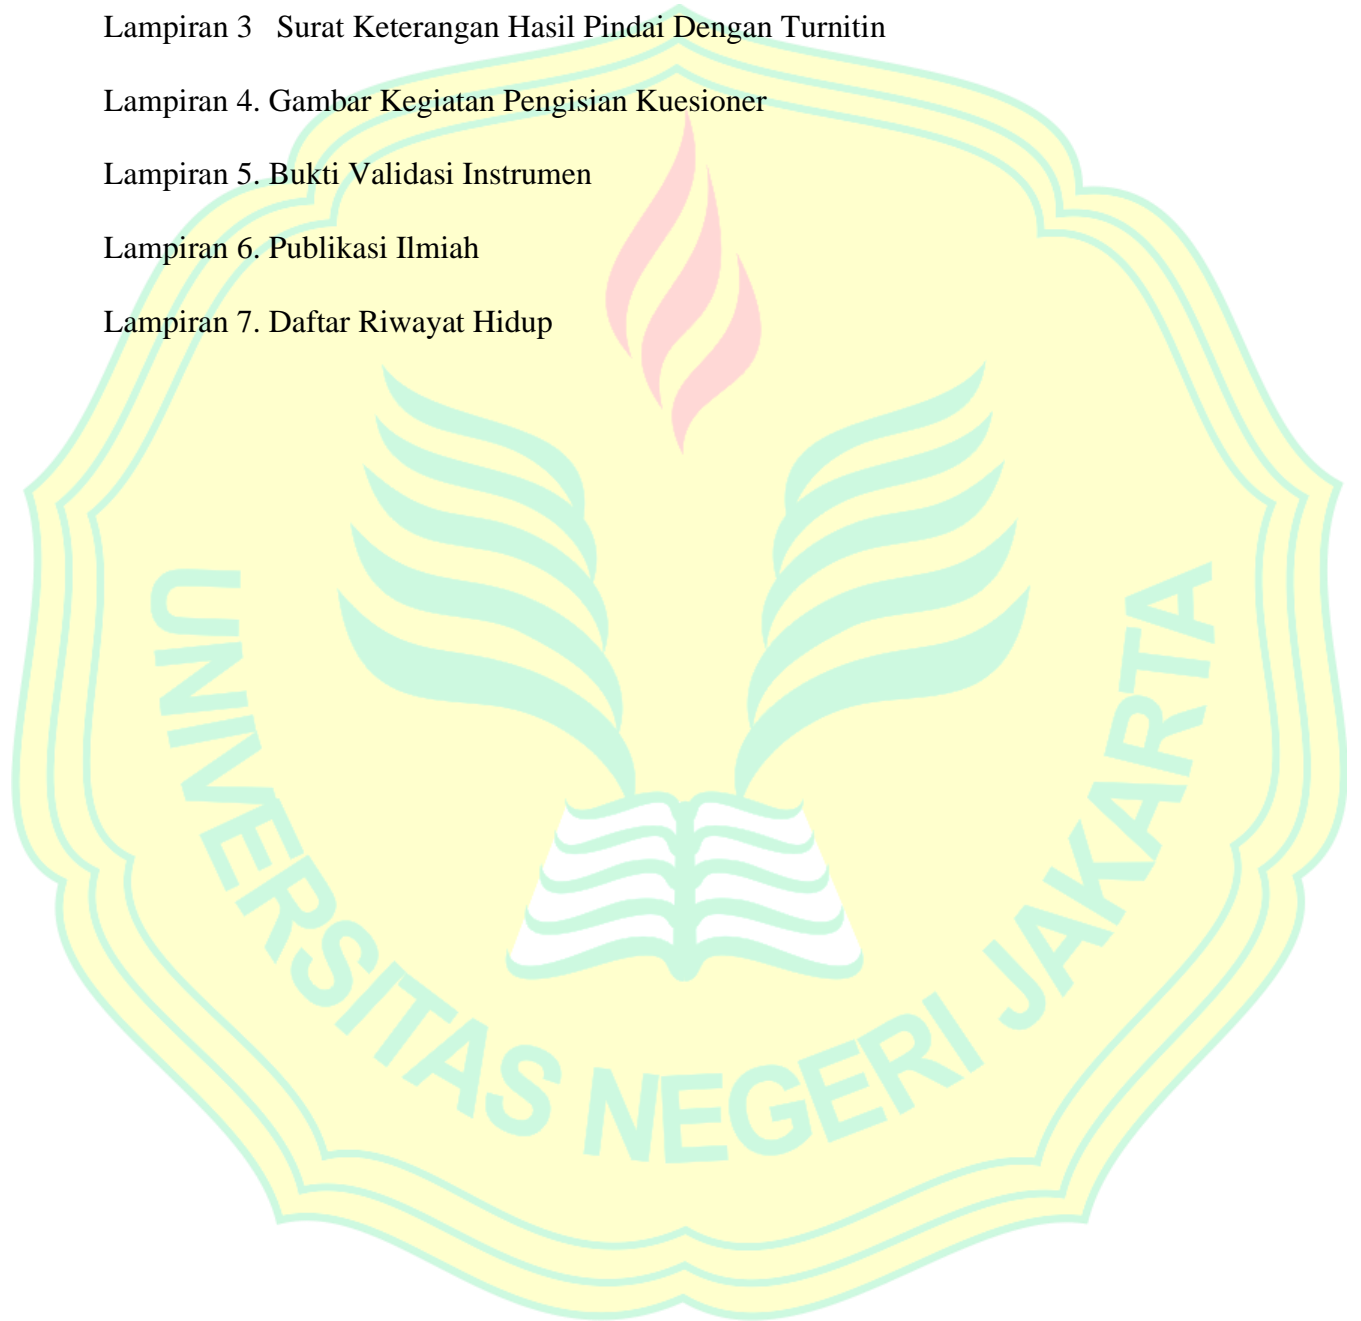 Lampiran 3   Surat Keterangan Hasil Pindai Dengan Turnitin
Lampiran 4. Gambar Kegiatan Pengisian Kuesioner
Lampiran 5. Bukti Validasi Instrumen
Lampiran 6. Publikasi Ilmiah
Lampiran 7. Daftar Riwayat Hidup
UNIVERSITAS NEGERI JAKARTA